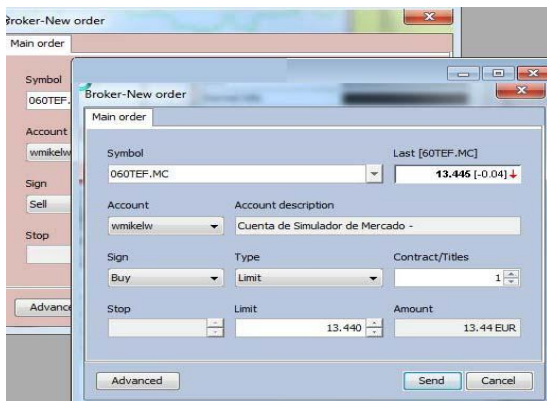 Broker-New order
Main order
Symbol
060TEF.
Account
wmikelw
Sign
Sell
Stop
Advance
Broker-New order
Main order
Symbol
Last [60TEF.MC]
060TEF.MC
13.445 [-0.04]
Account
Account description
wmikelw
Cuenta de Simulador de Mercado -
Sign
Type
Contract/Titles
Buy
Limit
1
Stop
Limit
Amount
13.440
13.44 EUR
Advanced
Send
Cancel